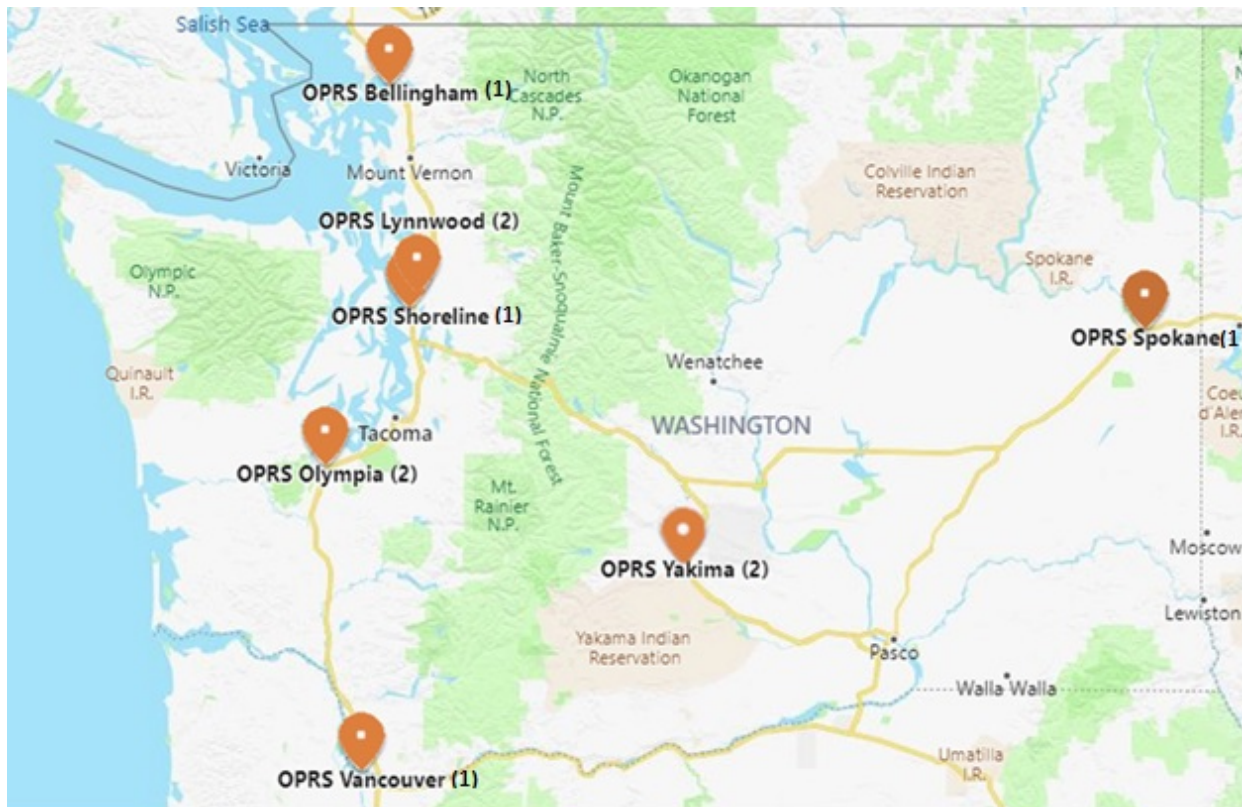 Salish Sea
OPRS Bellingham (1)
North
Cascades
N.P.
Okanogan
National
Forest
Victoria
Mount Vernon
Colville Indian
Reservation
Mount Baker-Snoqualmie National Forest
OPRS Lynnwood (2)
Olympic
N.P.
Spokane
I.R.
OPRS Shoreline (1)
OPRS Spokane(1
Quinault
I.R.
Wenatchee
Coeu
d'Alen
I.R.
WASHINGTON
Tacoma
OPRS Olympia (2)
Mt.
Rainier
N.P.
Moscow
OPRS Yakima (2)
Lewiston
Yakama Indian
Reservation
Pasco
Walla Walla
Umatilla
I.R.
OPRS Vancouver (1)